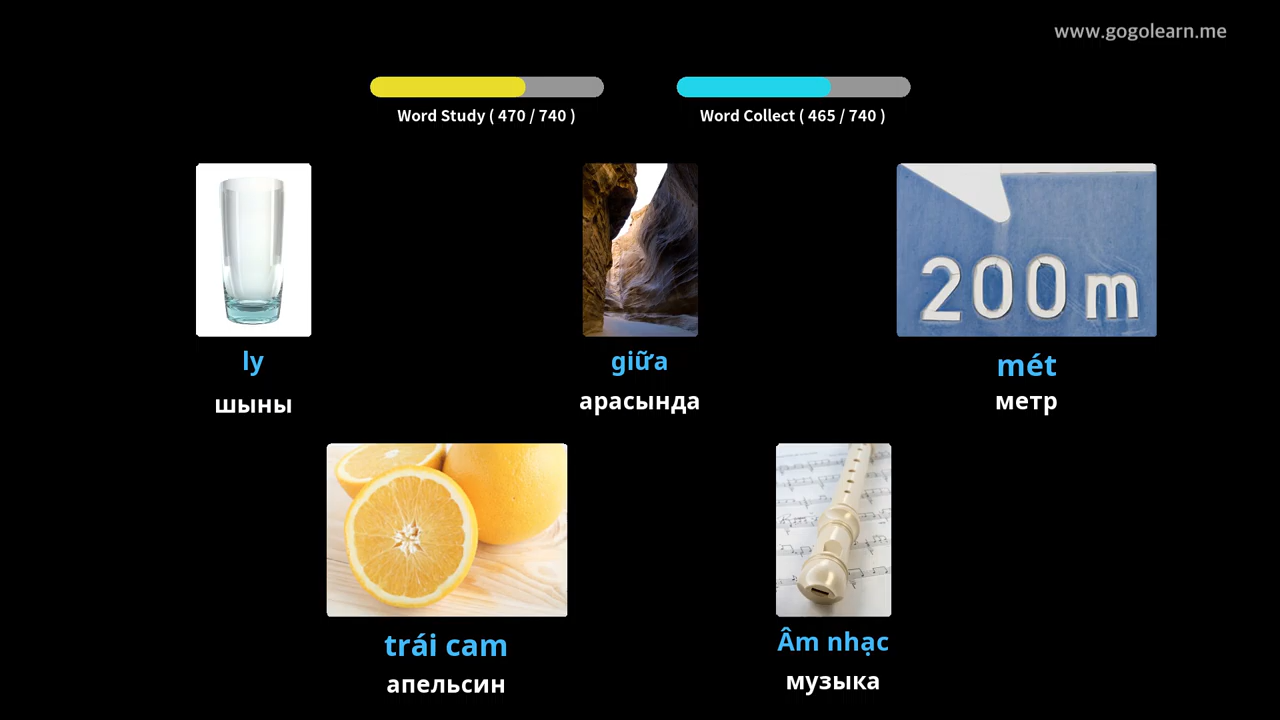 www.gogolearn.me
Word Study ( 470 / 740 )
Word Collect ( 465 / 740 )
200 m
ly
шыны
giữa
арасында
mét
метр
trái cam
апельсин
Âm nhạc
музыка